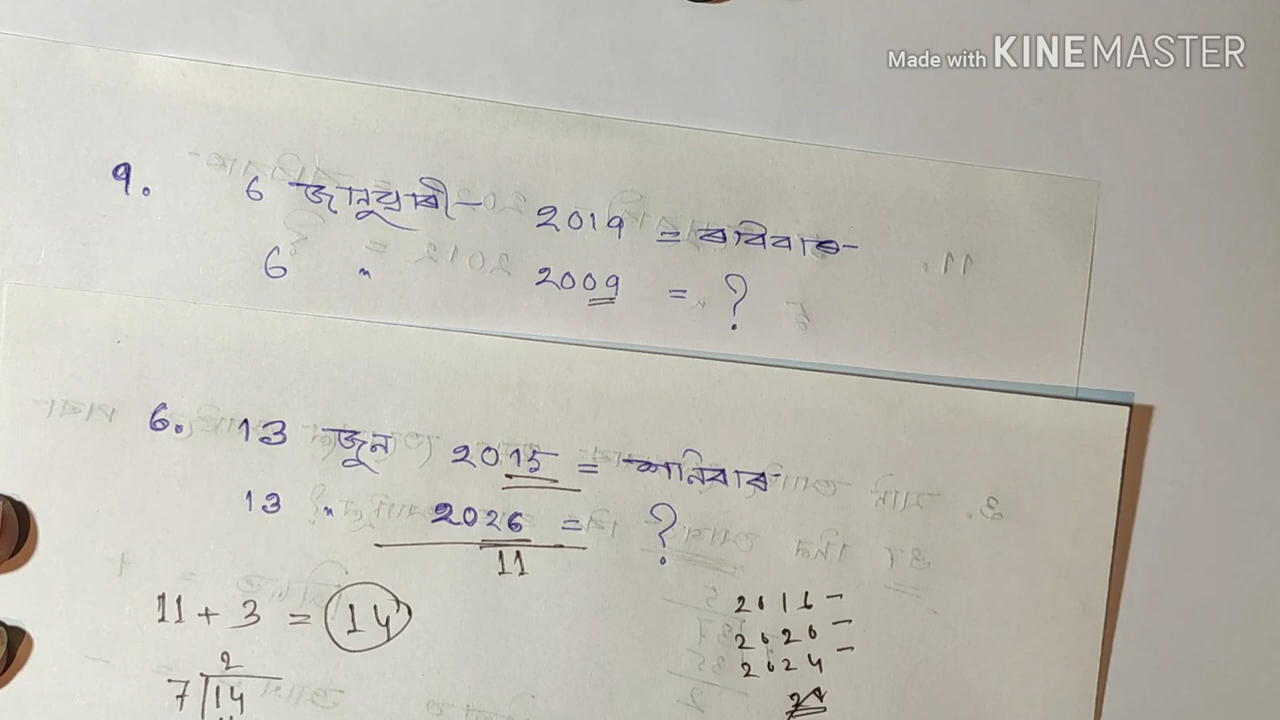 Made with KINEMASTER
9. 6 জানুৱাৰী - 2019 = ৰবিবাৰ
6 " 2009 = ?
6. 13 জুন 2015 = শনিবাৰ
13 " 2026 = ?
11
11 + 3 = 14
2016 -
2020 -
2024 -
2
7 14